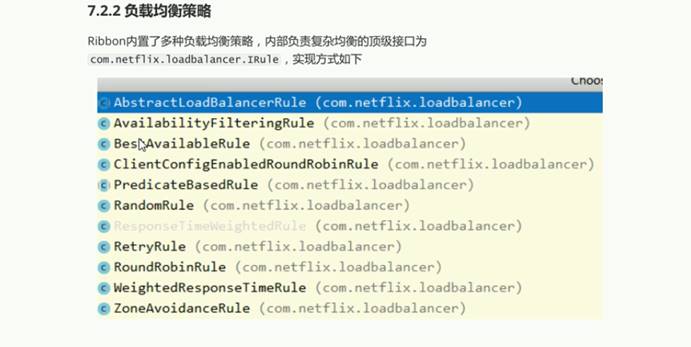 7.2.2 负载均衡策略
Ribbon内置了多种负载均衡策略，内部负责复杂均衡的顶级接口为
com.netflix.loadbalancer.IRule ，实现方式如下
Choos
AbstractLoadBalancerRule (com.netflix.loadbalancer)
AvailabilityFilteringRule (com.netflix.loadbalancer)
BestAvailableRule (com.netflix.loadbalancer)
ClientConfigEnabledRoundRobinRule (com.netflix.loadbalancer)
PredicateBasedRule (com.netflix.loadbalancer)
RandomRule (com.netflix.loadbalancer)
ResponseTimeWeightedRule (com.netflix.loadbalancer)
RetryRule (com.netflix.loadbalancer)
RoundRobinRule (com.netflix.loadbalancer)
WeightedResponseTimeRule (com.netflix.loadbalancer)
ZoneAvoidanceRule (com.netflix.loadbalancer)